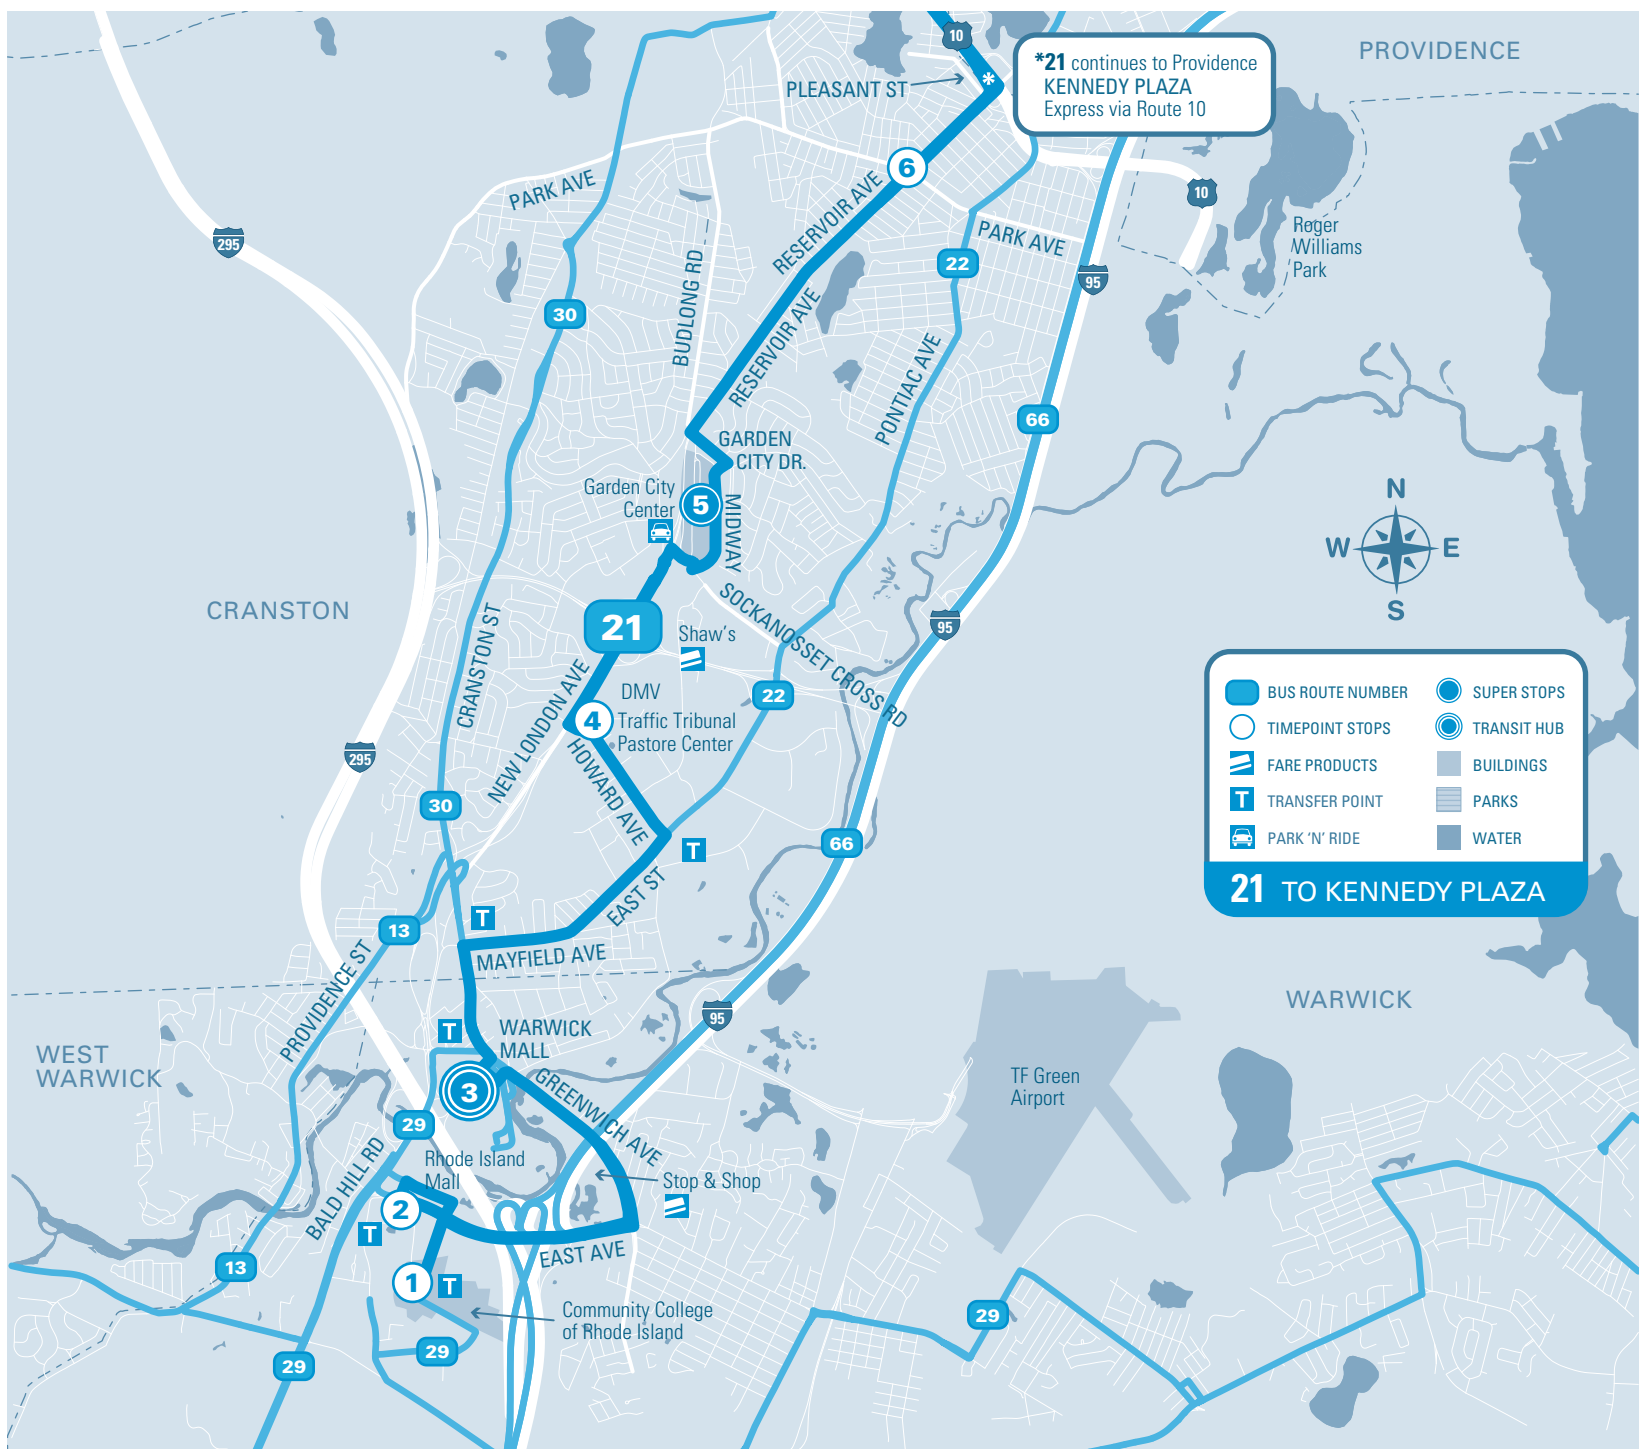 10
*21 continues to Providence
KENNEDY PLAZA
Express via Route 10
PROVIDENCE
PLEASANT ST
6
PARK AVE
10
295
RESERVOIR AVE
PARK AVE
Roger
Williams
Park
22
95
30
BUDLONG RD
RESERVOIR AVE
PONTIAC AVE
66
GARDEN
CITY DR.
Garden City
Center
5
MIDWAY
N
W
E
S
CRANSTON
CRANSTON ST
21
Shaw's
SOCKANOSSET CROSS RD
95
NEW LONDON AVE
DMV
22
4
Traffic Tribunal
Pastore Center
HOWARD AVE
295
BUS ROUTE NUMBER
SUPER STOPS
TIMEPOINT STOPS
TRANSIT HUB
FARE PRODUCTS
BUILDINGS
T
TRANSFER POINT
PARKS
PARK 'N' RIDE
WATER
21 TO KENNEDY PLAZA
30
66
T
EAST ST
T
13
MAYFIELD AVE
PROVIDENCE ST
WARWICK
95
T
WARWICK
MALL
WEST
WARWICK
3
GREENWICH AVE
TF Green
Airport
29
BALD HILL RD
Rhode Island
Mall
Stop & Shop
2
T
EAST AVE
13
1
T
Community College
of Rhode Island
29
29
29